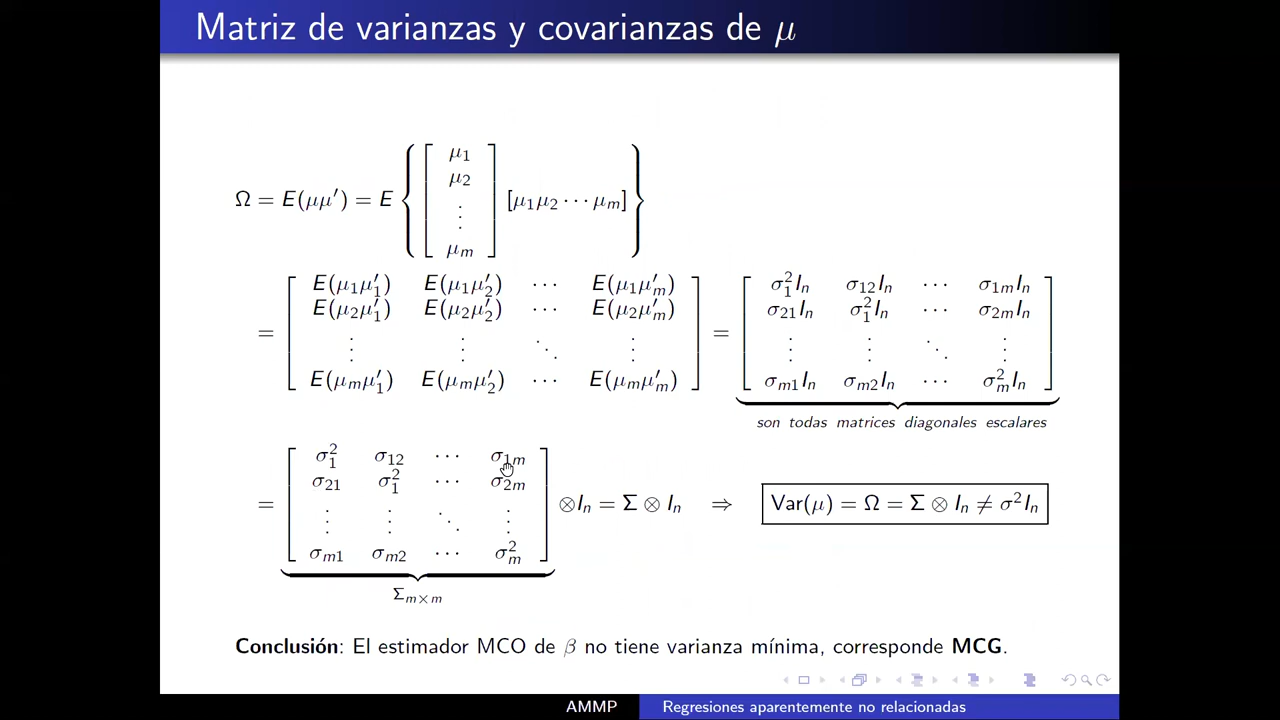 Matriz de varianzas y covarianzas de μ
Ω = E(μμ′) = E { [ μ₁ μ₂ ⋮ μₘ ] [μ₁μ₂ ⋯ μₘ] }
= [ E(μ₁μ′₁) E(μ₁μ′₂) ⋯ E(μ₁μ′ₘ)
E(μ₂μ′₁) E(μ₂μ′₂) ⋯ E(μ₂μ′ₘ)
⋮ ⋮ ⋱ ⋮
E(μₘμ′₁) E(μₘμ′₂) ⋯ E(μₘμ′ₘ) ]
= [ σ₁²Iₙ σ₁₂Iₙ ⋯ σ₁ₘIₙ
σ₂₁Iₙ σ₁²Iₙ ⋯ σ₂ₘIₙ
⋮ ⋮ ⋱ ⋮
σₘ₁Iₙ σₘ₂Iₙ ⋯ σₘ²Iₙ ]
son todas matrices diagonales escalares
= [ σ₁² σ₁₂ ⋯ σ₁ₘ
σ₂₁ σ₁² ⋯ σ₂ₘ
⋮ ⋮ ⋱ ⋮
σₘ₁ σₘ₂ ⋯ σₘ² ]
⊗Iₙ = Σ ⊗ Iₙ ⇒ Var(μ) = Ω = Σ ⊗ Iₙ ≠ σ²Iₙ
Σₘ×ₘ
Conclusión: El estimador MCO de β no tiene varianza mínima, corresponde MCG.
AMMP Regresiones aparentemente no relacionadas